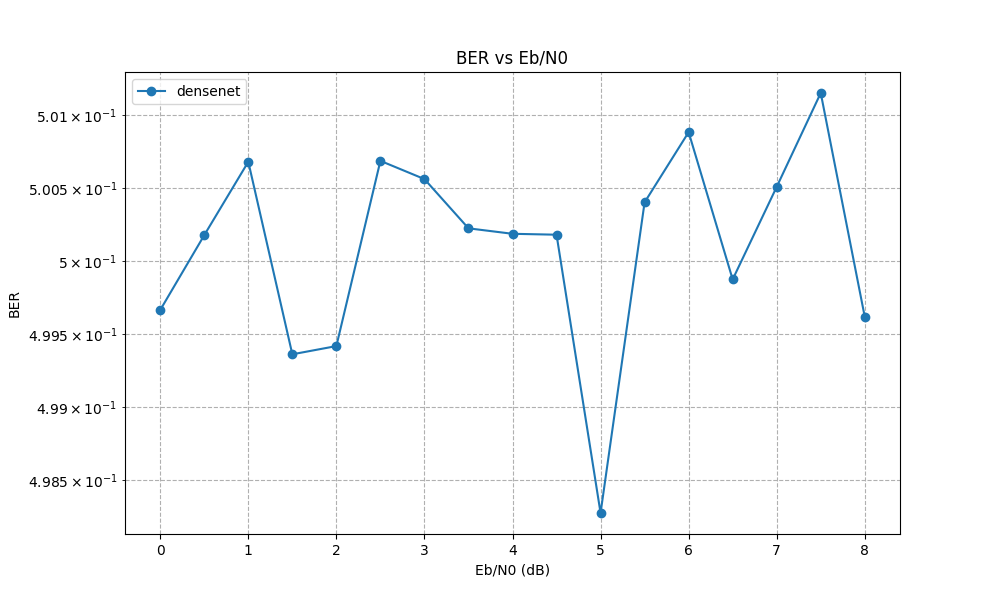 BER vs Eb/N0
densenet
BER
5.01 × 10⁻¹
5.005 × 10⁻¹
5 × 10⁻¹
4.995 × 10⁻¹
4.99 × 10⁻¹
4.985 × 10⁻¹
0 1 2 3 4 5 6 7 8
Eb/N0 (dB)